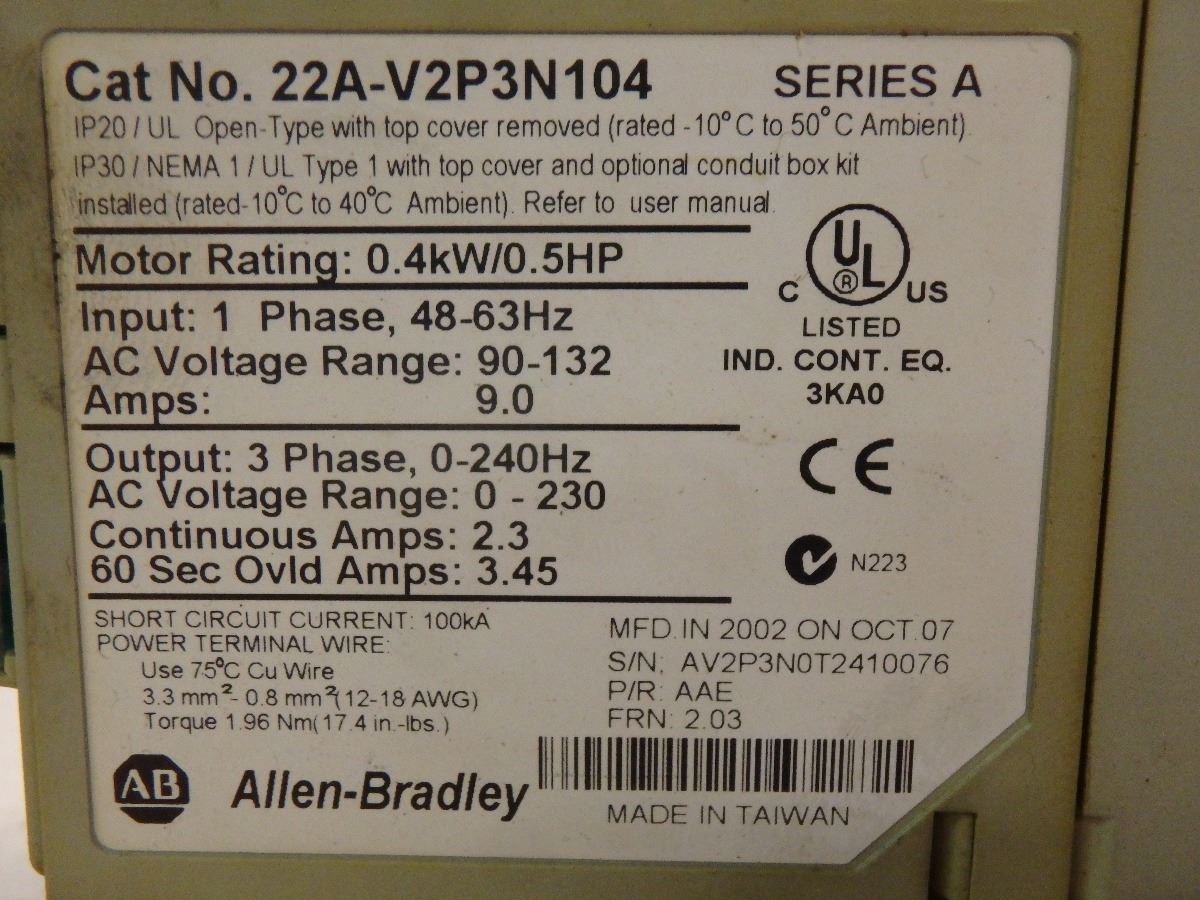 Cat No. 22A-V2P3N104 SERIES A
IP20 / UL Open-Type with top cover removed (rated -10°C to 50°C Ambient)
IP30 / NEMA 1 / UL Type 1 with top cover and optional conduit box kit
installed (rated-10°C to 40°C Ambient). Refer to user manual.
Motor Rating: 0.4kW/0.5HP
Input: 1 Phase, 48-63Hz
AC Voltage Range: 90-132
Amps: 9.0
Output: 3 Phase, 0-240Hz
AC Voltage Range: 0 - 230
Continuous Amps: 2.3
60 Sec Ovld Amps: 3.45
SHORT CIRCUIT CURRENT: 100kA
POWER TERMINAL WIRE:
Use 75°C Cu Wire
3.3 mm²- 0.8 mm²(12-18 AWG)
Torque 1.96 Nm(17.4 in.-lbs.)
AB Allen-Bradley
C UL ® US
LISTED
IND. CONT. EQ.
3KA0
CE
N223
MFD. IN 2002 ON OCT.07
S/N: AV2P3N0T2410076
P/R: AAE
FRN: 2.03
MADE IN TAIWAN